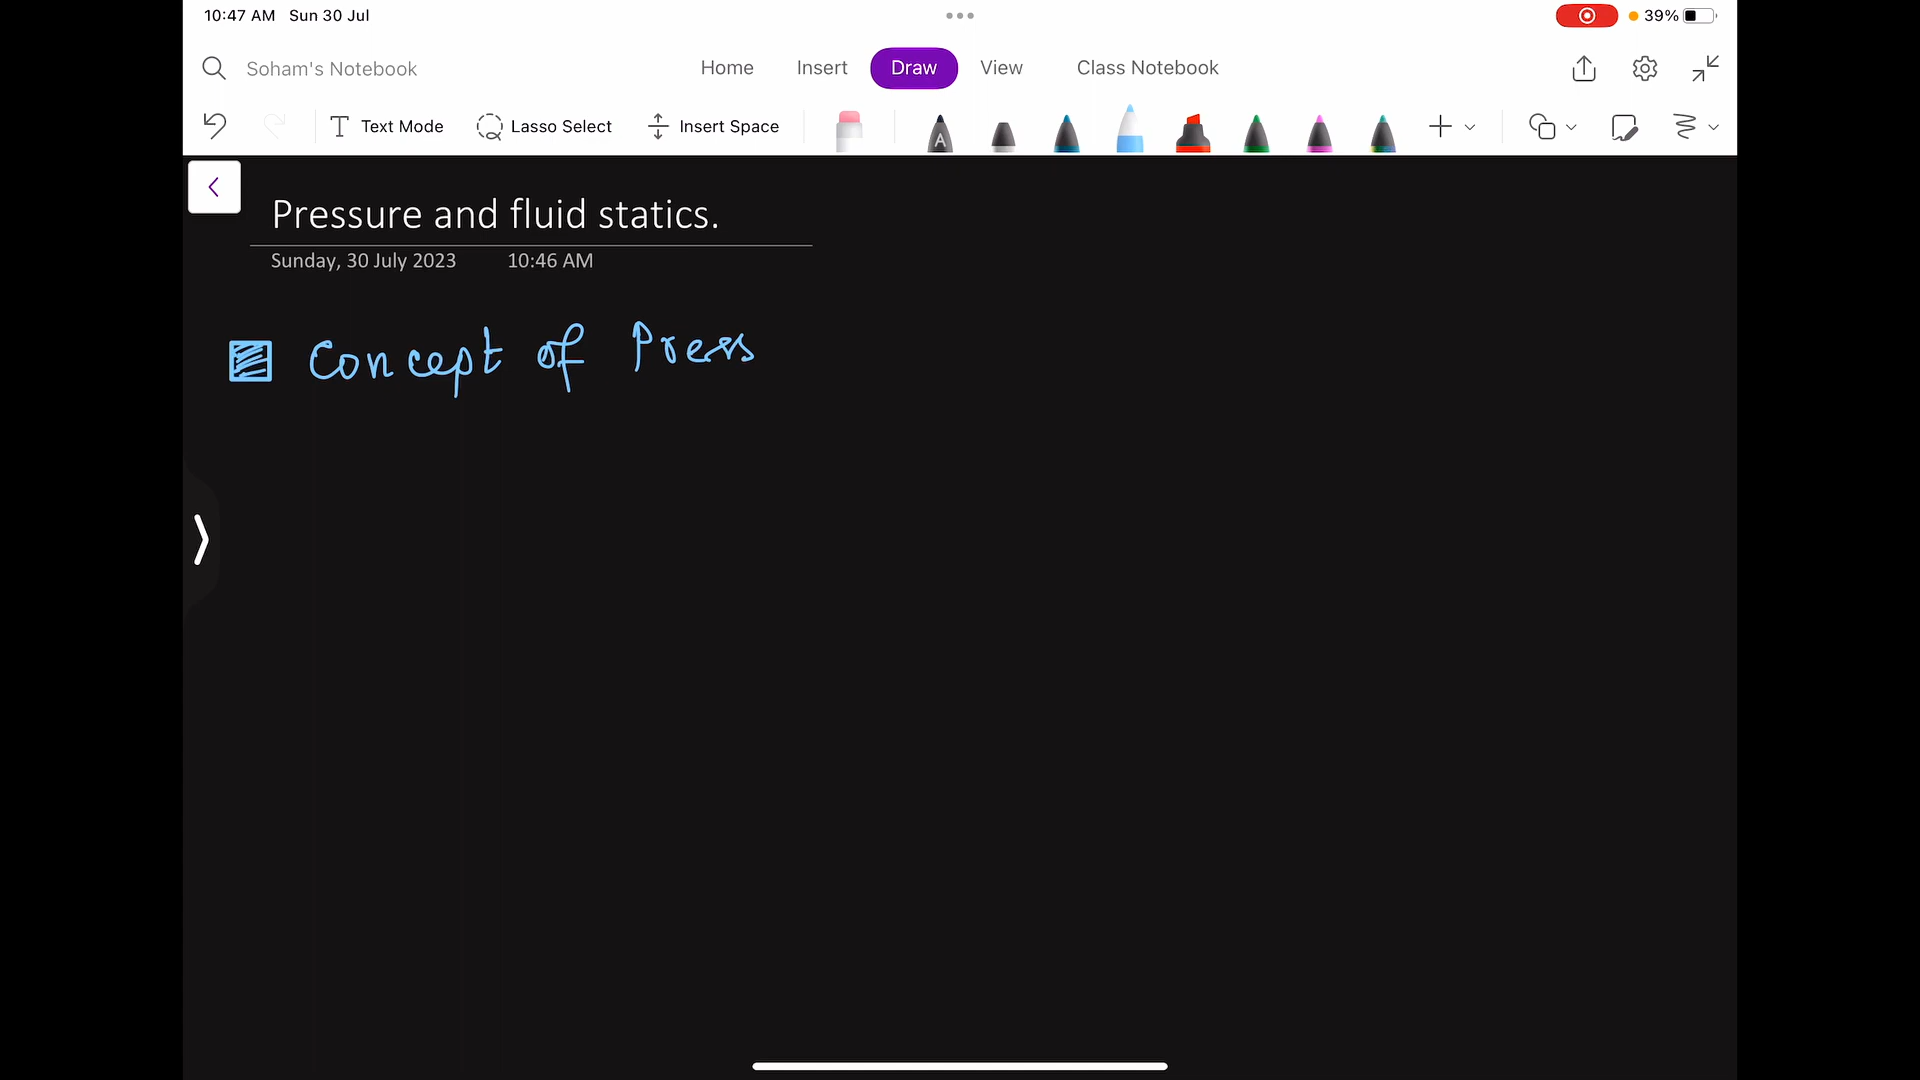 10:47 AM Sun 30 Jul
39%
Soham's Notebook
Home Insert Draw View Class Notebook
Text Mode Lasso Select Insert Space A
Pressure and fluid statics.
Sunday, 30 July 2023 10:46 AM
Concept of Press